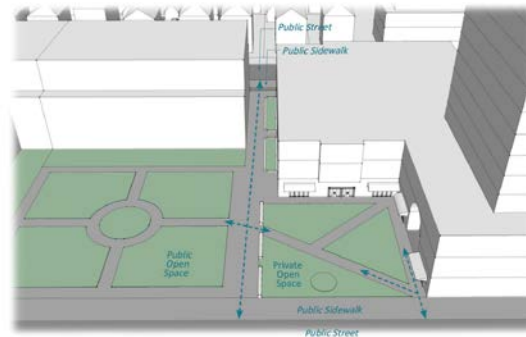 Public Street
Public Sidewalk
Public
Open
Space
Private
Open
Space
Public Sidewalk
Public Street